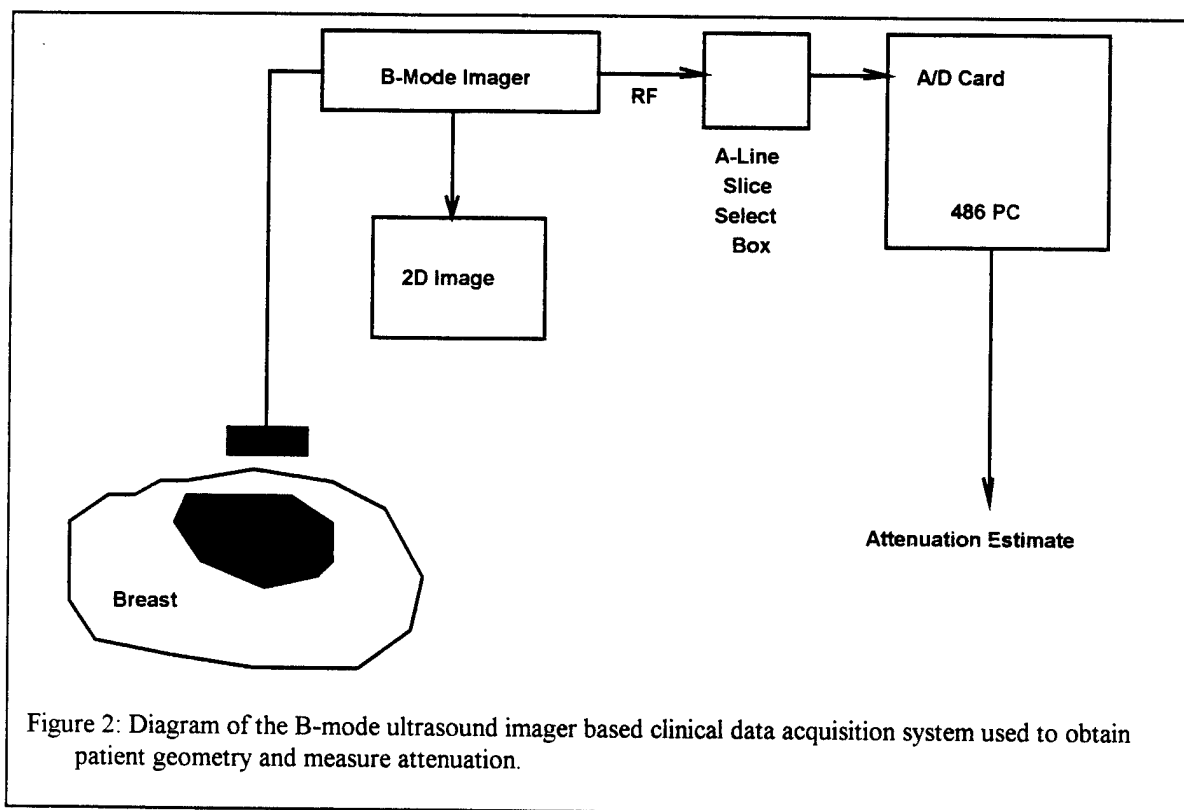 B-Mode Imager
RF
A/D Card
A-Line
Slice
Select
Box
486 PC
2D Image
Attenuation Estimate
Breast
Figure 2: Diagram of the B-mode ultrasound imager based clinical data acquisition system used to obtain
patient geometry and measure attenuation.